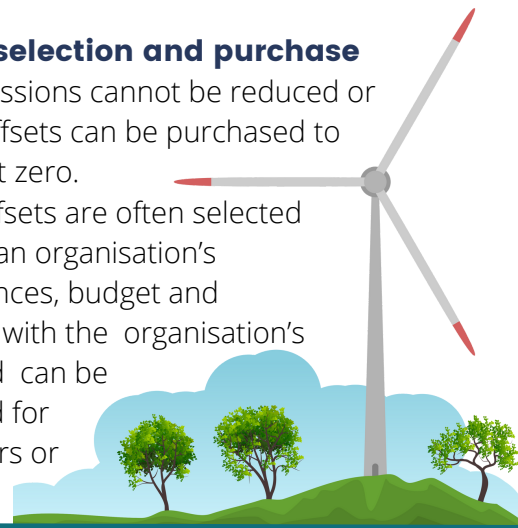 selection and purchase
ssions cannot be reduced or
ffsets can be purchased to
t zero.
fsets are often selected
an organisation's
nces, budget and
with the organisation's
can be
d for
rs or